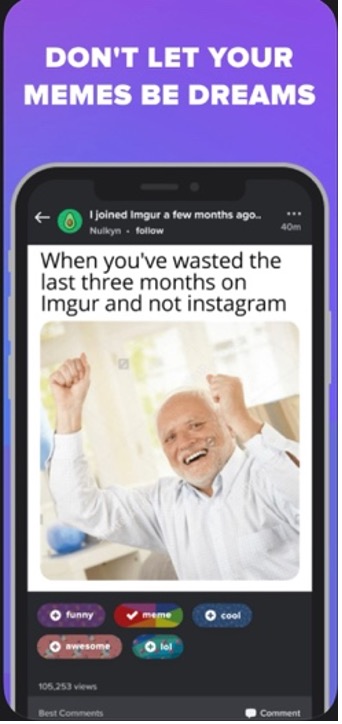 DON'T LET YOUR
MEMES BE DREAMS
I joined Imgur a few months ago..
Nulkyn • follow
40m
When you've wasted the
last three months on
Imgur and not instagram
funny
meme
cool
awesome
lol
105,253 views
Best Comments
Comment